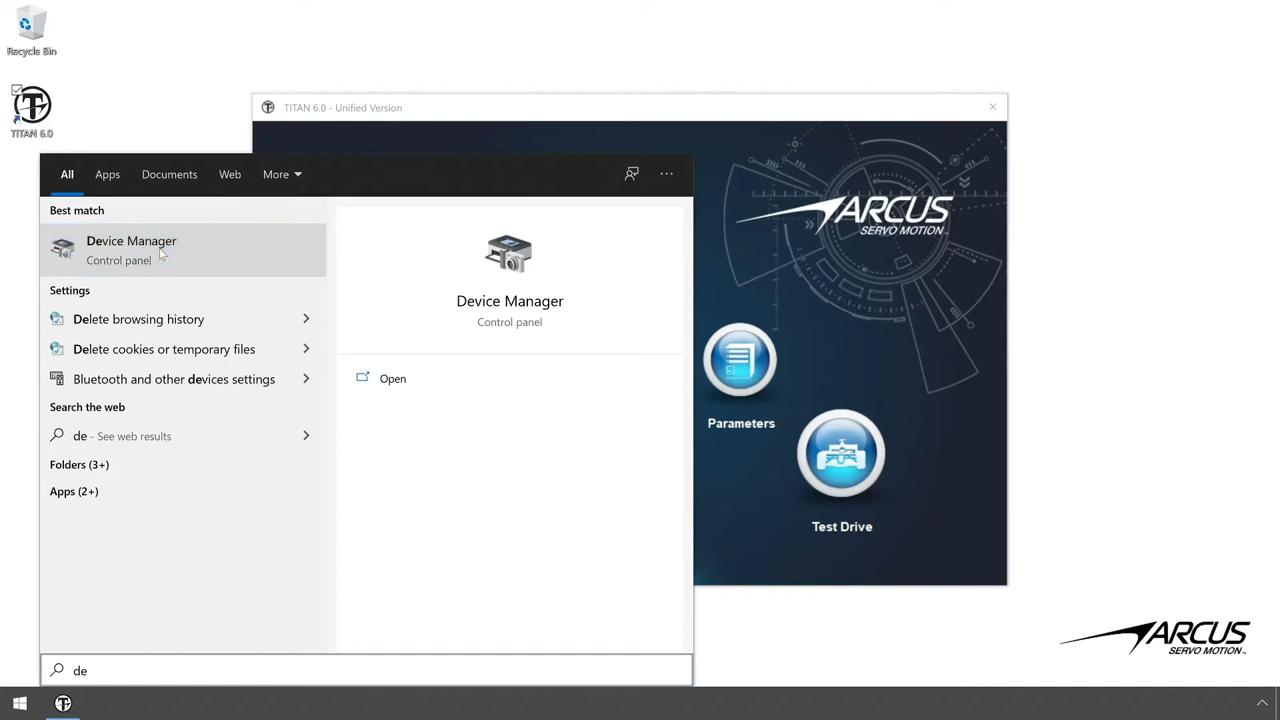 Recycle Bin
TITAN 6.0
TITAN 6.0 - Unified Version
All Apps Documents Web More
Best match
Device Manager
Control panel
Settings
Delete browsing history
Delete cookies or temporary files
Bluetooth and other devices settings
Search the web
de - See web results
Folders (3+)
Apps (2+)
Device Manager
Control panel
Open
de
ARCUS
SERVO MOTION
Parameters
Test Drive
ARCUS
SERVO MOTION